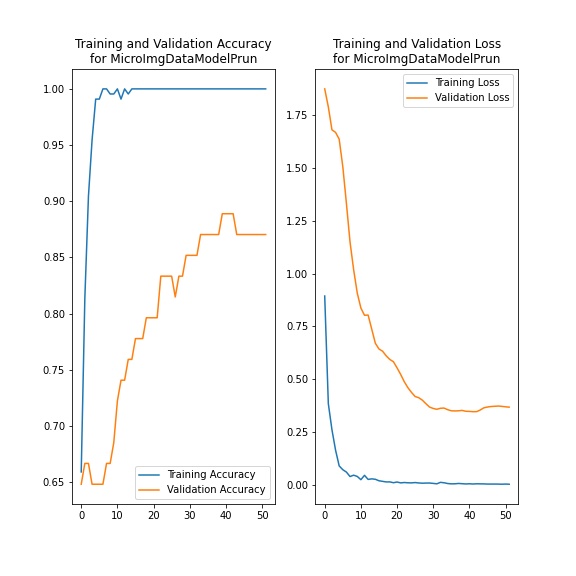 Training and Validation Accuracy
for MicroImgDataModelPrun
1.00
0.95
0.90
0.85
0.80
0.75
0.70
0.65
Training Accuracy
Validation Accuracy
0 10 20 30 40 50
Training and Validation Loss
for MicroImgDataModelPrun
Training Loss
Validation Loss
1.75
1.50
1.25
1.00
0.75
0.50
0.25
0.00
0 10 20 30 40 50